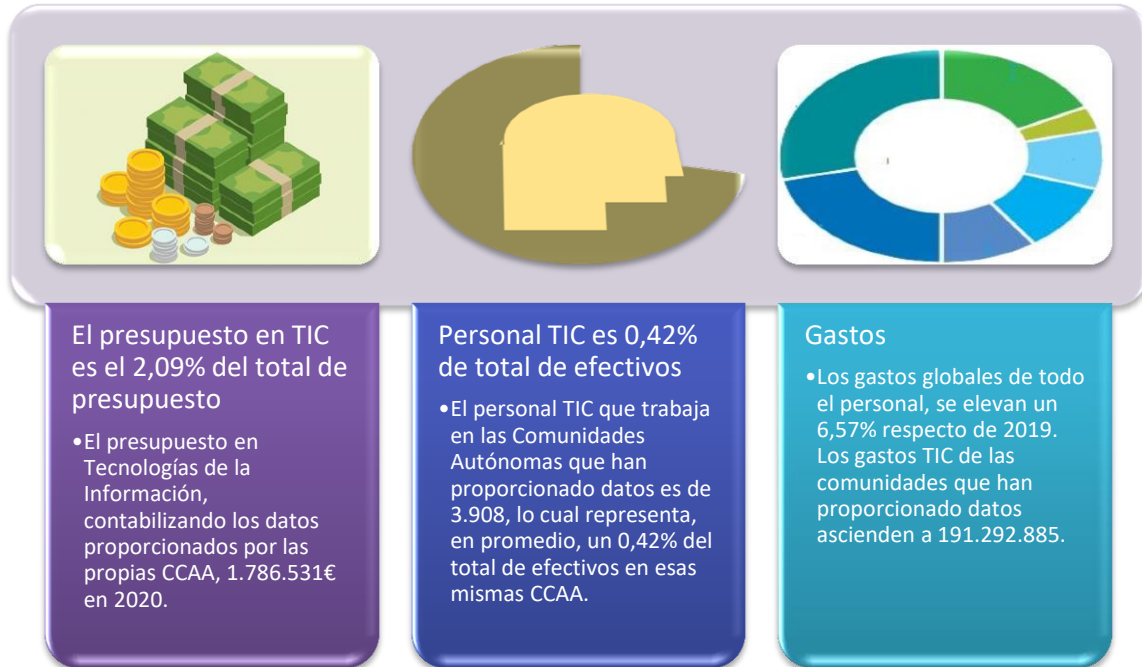 El presupuesto en TIC
es el 2,09% del total de
presupuesto
•El presupuesto en
Tecnologías de la
Información,
contabilizando los datos
proporcionados por las
propias CCAA, 1.786.531€
en 2020.
Personal TIC es 0,42%
de total de efectivos
•El personal TIC que trabaja
en las Comunidades
Autónomas que han
proporcionado datos es de
3.908, lo cual representa,
en promedio, un 0,42% del
total de efectivos en esas
mismas CCAA.
Gastos
•Los gastos globales de todo
el personal, se elevan un
6,57% respecto de 2019.
Los gastos TIC de las
comunidades que han
proporcionado datos
ascienden a 191.292.885.